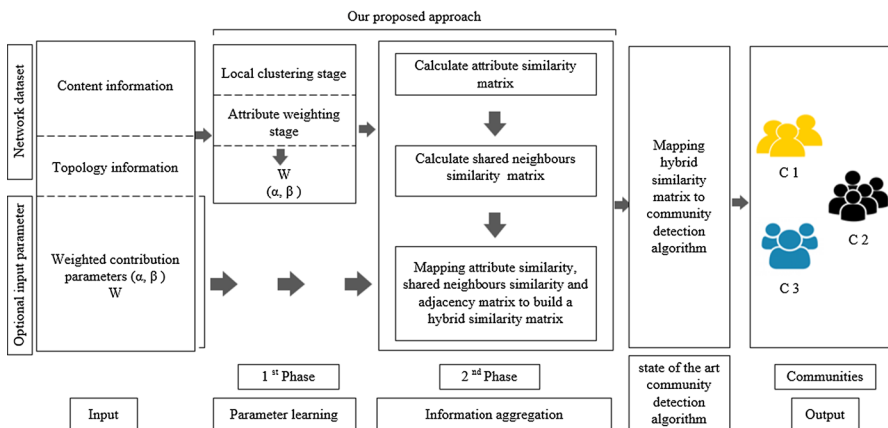 Our proposed approach
Network dataset
Content information
Topology information
Optional input parameter
Weighted contribution
parameters (α, β )
W
Local clustering stage
Attribute weighting
stage
W
(α, β )
Calculate attribute similarity
matrix
Calculate shared neighbours
similarity matrix
Mapping attribute similarity,
shared neighbours similarity and
adjacency matrix to build a
hybrid similarity matrix
Mapping
hybrid
similarity
matrix to
community
detection
algorithm
C 1
C 2
C 3
1 st Phase
2 nd Phase
state of the art
community
detection
algorithm
Communities
Input
Parameter learning
Information aggregation
Output